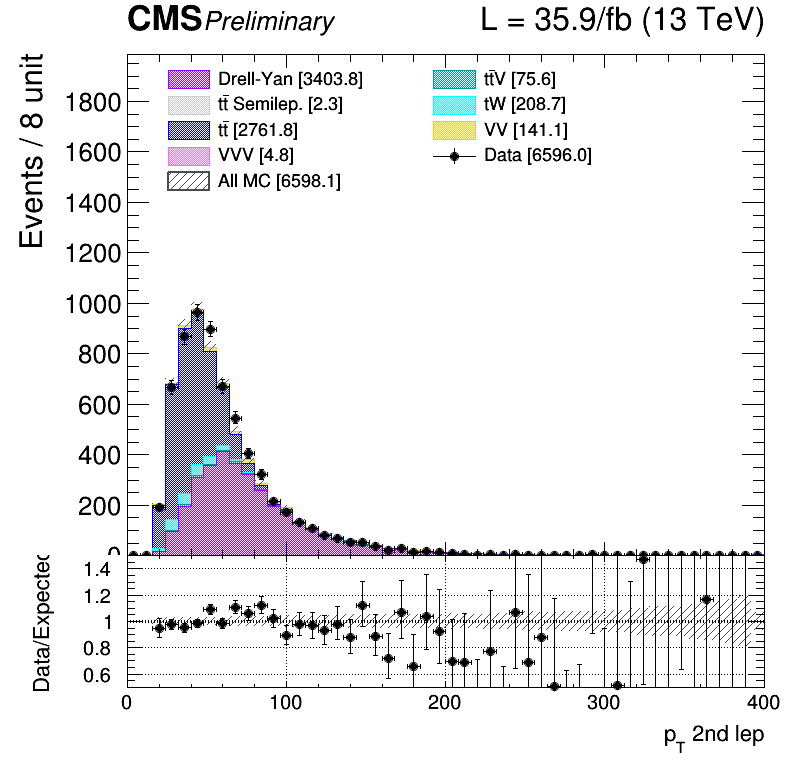 CMS Preliminary L = 35.9/fb (13 TeV)
Events / 8 unit
Drell-Yan [3403.8]
tt̄ Semilep. [2.3]
tt̄ [2761.8]
VVV [4.8]
All MC [6598.1]
tt̄V [75.6]
tW [208.7]
VV [141.1]
Data [6596.0]
1800
1600
1400
1200
1000
800
600
400
200
0
Data/Expected
1.4
1.2
1
0.8
0.6
0 100 200 300 400
p_T 2nd lep